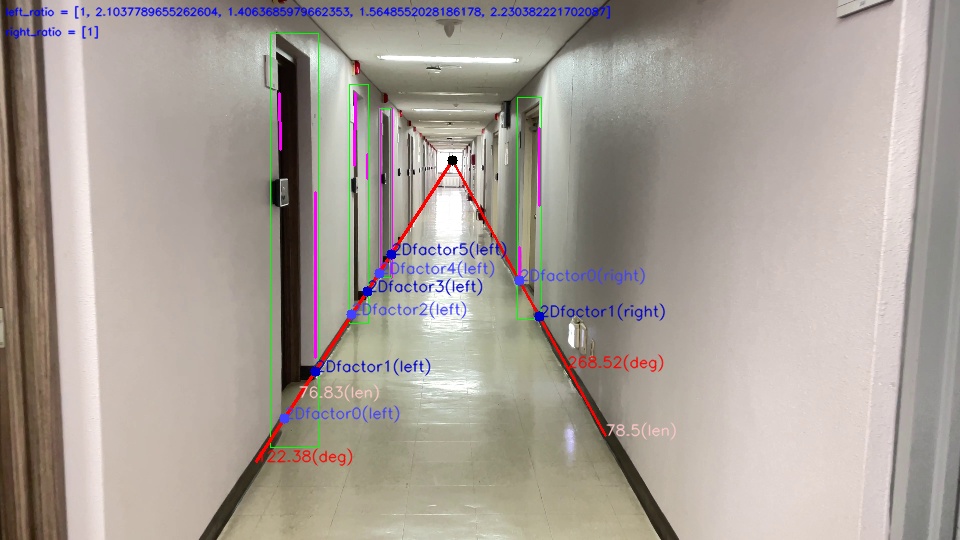 left_ratio = [1, 2.1037789655262604, 1.4063685979662353, 1.5648552028186178, 2.230382221702087]
right_ratio = [1]
2Dfactor5(left)
2Dfactor4(left)
2Dfactor0(right)
2Dfactor3(left)
2Dfactor2(left)
2Dfactor1(right)
2Dfactor1(left)
268.52(deg)
76.83(len)
2Dfactor0(left)
78.5(len)
122.38(deg)